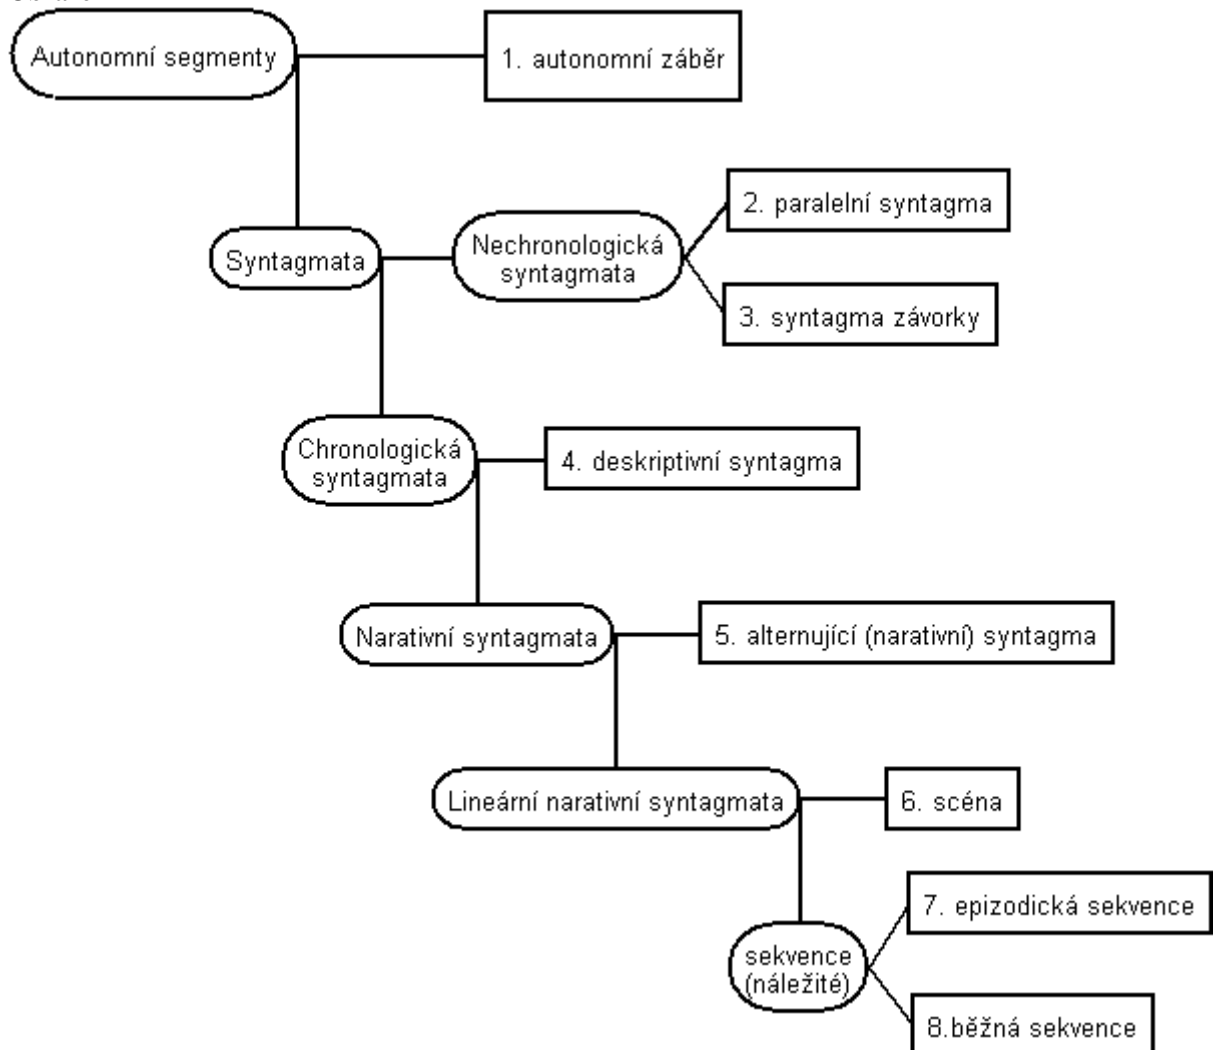 Autonomní segmenty
1. autonomní záběr
2. paralelní syntagma
Syntagmata
Nechronologická
syntagmata
3. syntagma závorky
Chronologická
syntagmata
4. deskriptivní syntagma
Narativní syntagmata
5. alternující (narativní) syntagma
Lineární narativní syntagmata
6. scéna
7. epizodická sekvence
sekvence
(náležité)
8.běžná sekvence